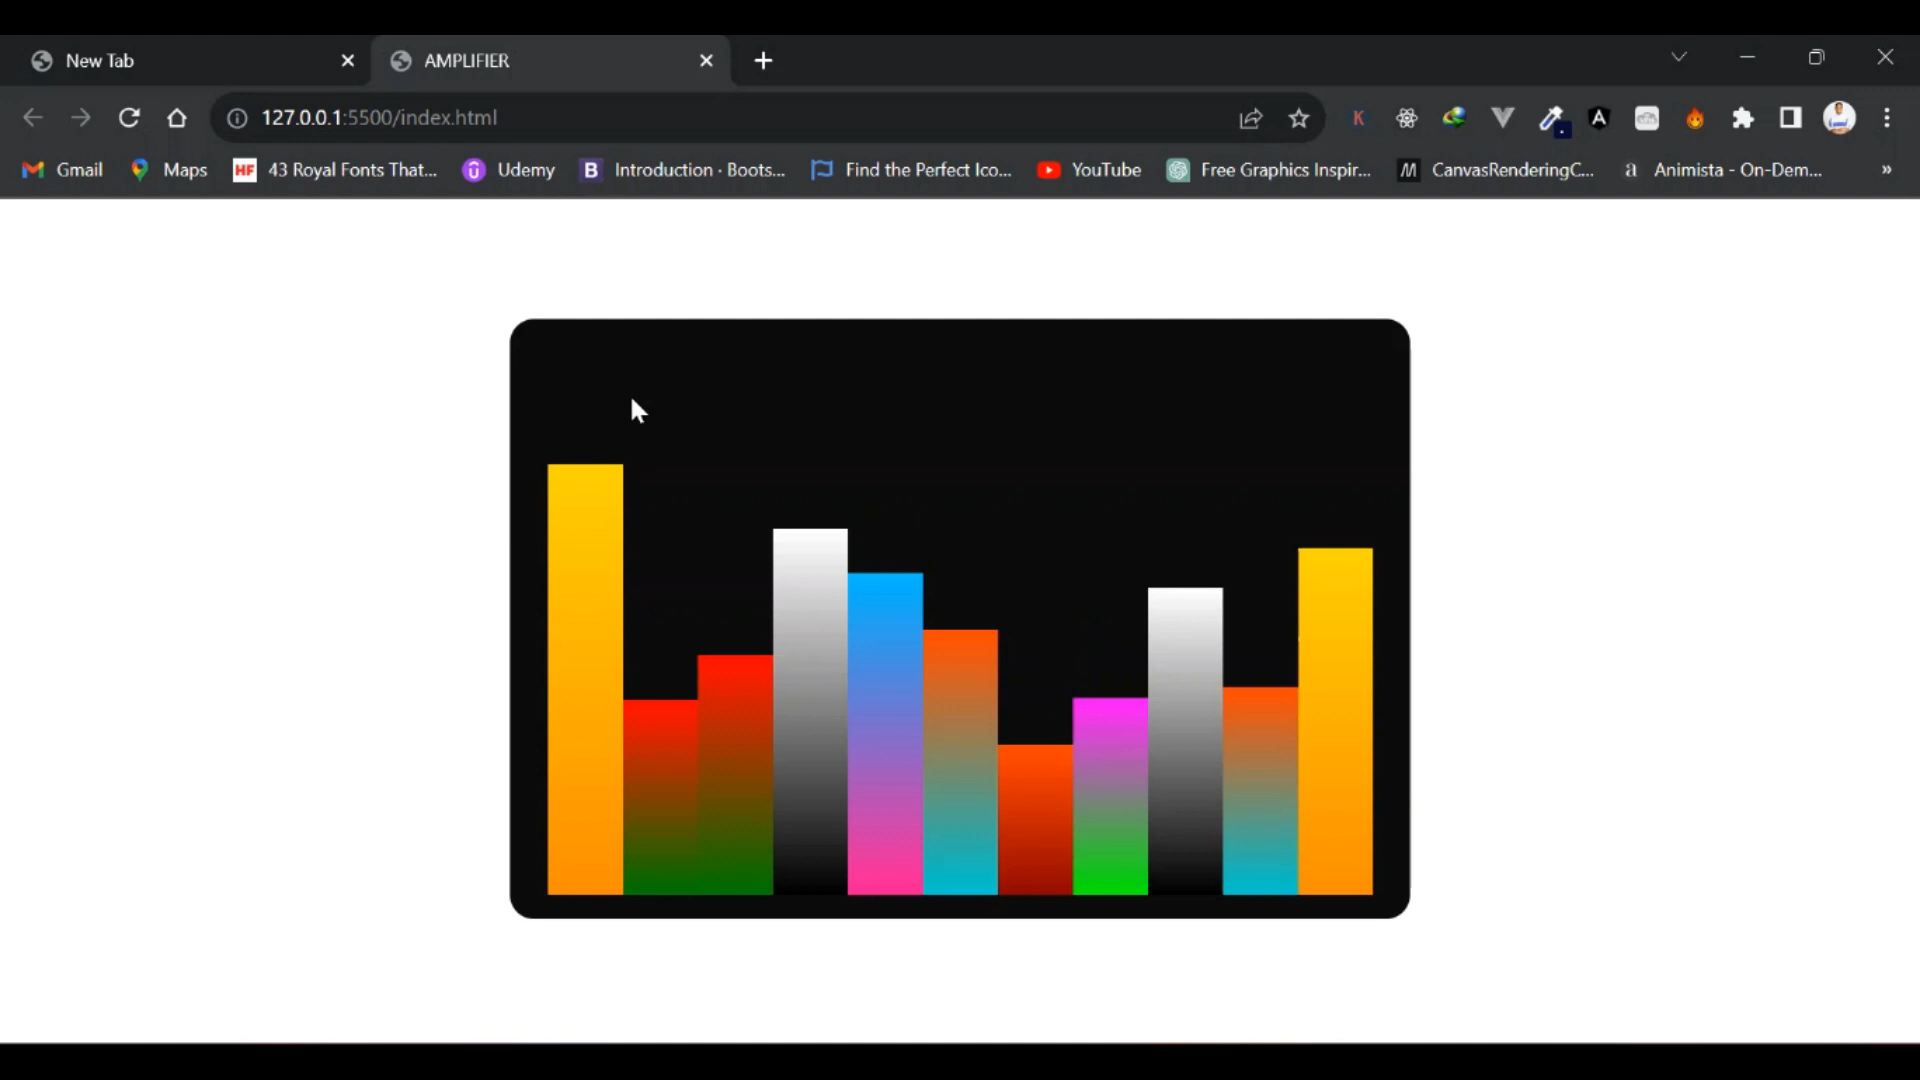 New Tab
AMPLIFIER
127.0.0.1:5500/index.html
K
A
Gmail
Maps
HF 43 Royal Fonts That...
Udemy
B Introduction · Boots...
Find the Perfect Ico...
YouTube
Free Graphics Inspir...
M CanvasRenderingC...
a Animista - On-Dem...
»